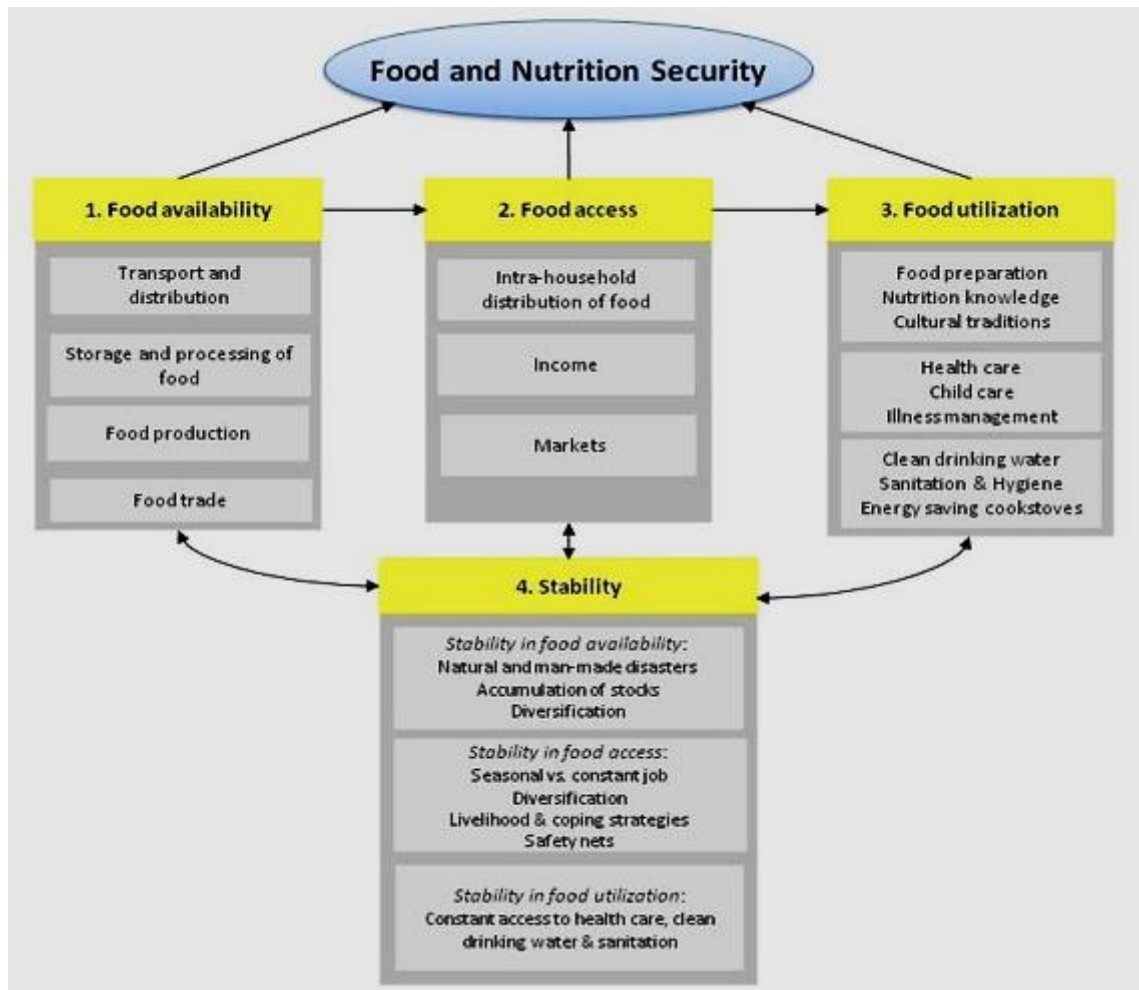 Food and Nutrition Security
1. Food availability
Transport and
distribution
Storage and processing of
food
Food production
Food trade
2. Food access
Intra-household
distribution of food
Income
Markets
3. Food utilization
Food preparation
Nutrition knowledge
Cultural traditions
Health care
Child care
Illness management
Clean drinking water
Sanitation & Hygiene
Energy saving cookstoves
4. Stability
Stability in food availability:
Natural and man-made disasters
Accumulation of stocks
Diversification
Stability in food access:
Seasonal vs. constant job
Diversification
Livelihood & coping strategies
Safety nets
Stability in food utilization:
Constant access to health care, clean
drinking water & sanitation